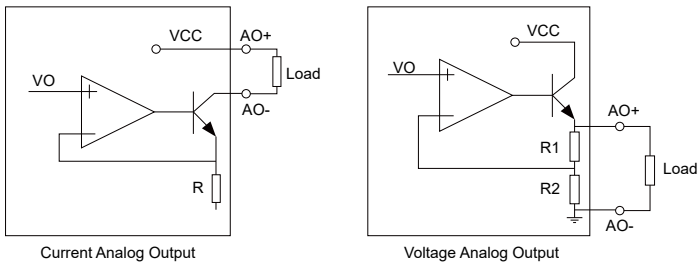 VCC
AO+
VO
+
−
Load
AO-
R
Current Analog Output
VCC
VO
+
−
AO+
R1
Load
R2
AO-
Voltage Analog Output